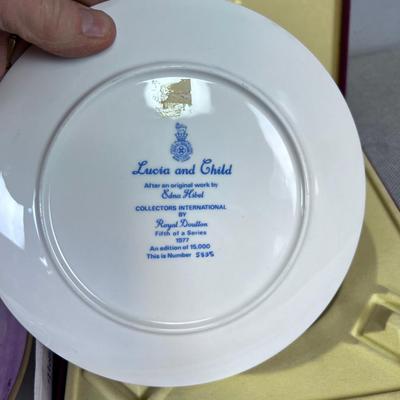 Lucia and Child
After an original work by
Edna Hibel
COLLECTORS INTERNATIONAL
BY
Royal Doulton
Fifth of a Series
1977
An edition of 15,000
This is Number